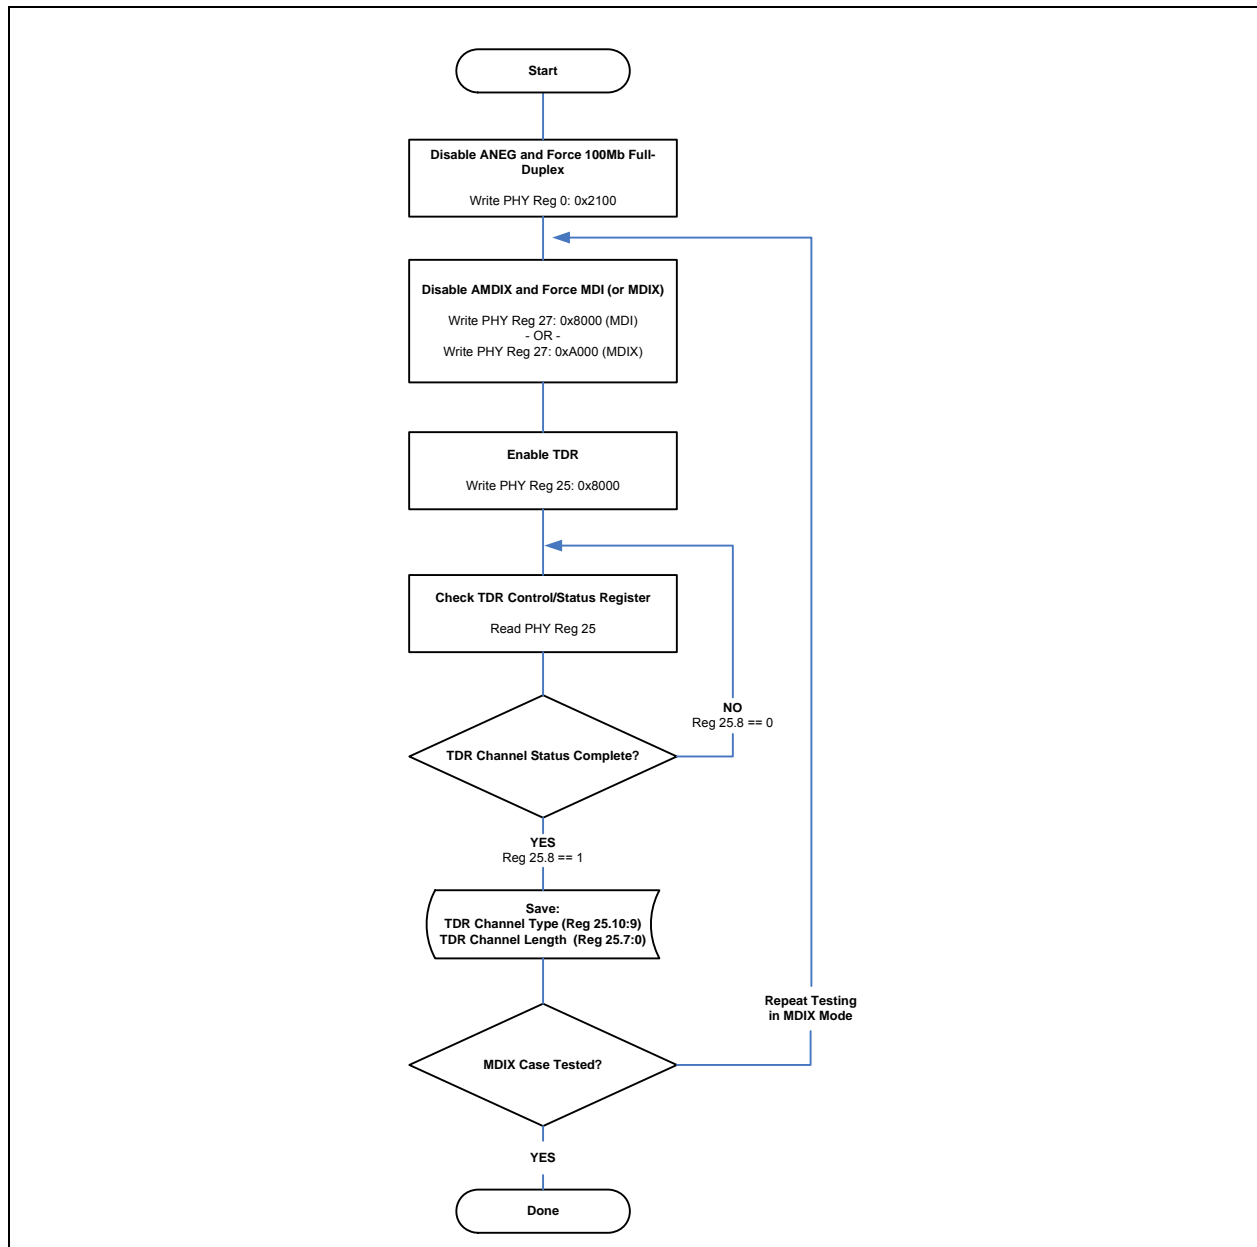 Start
Disable ANEG and Force 100Mb Full-
Duplex
Write PHY Reg 0: 0x2100
Disable AMDIX and Force MDI (or MDIX)
Write PHY Reg 27: 0x8000 (MDI)
- OR -
Write PHY Reg 27: 0xA000 (MDIX)
Enable TDR
Write PHY Reg 25: 0x8000
Check TDR Control/Status Register
Read PHY Reg 25
NO
Reg 25.8 == 0
TDR Channel Status Complete?
YES
Reg 25.8 == 1
Save:
TDR Channel Type (Reg 25.10:9)
TDR Channel Length (Reg 25.7:0)
Repeat Testing
in MDIX Mode
MDIX Case Tested?
YES
Done